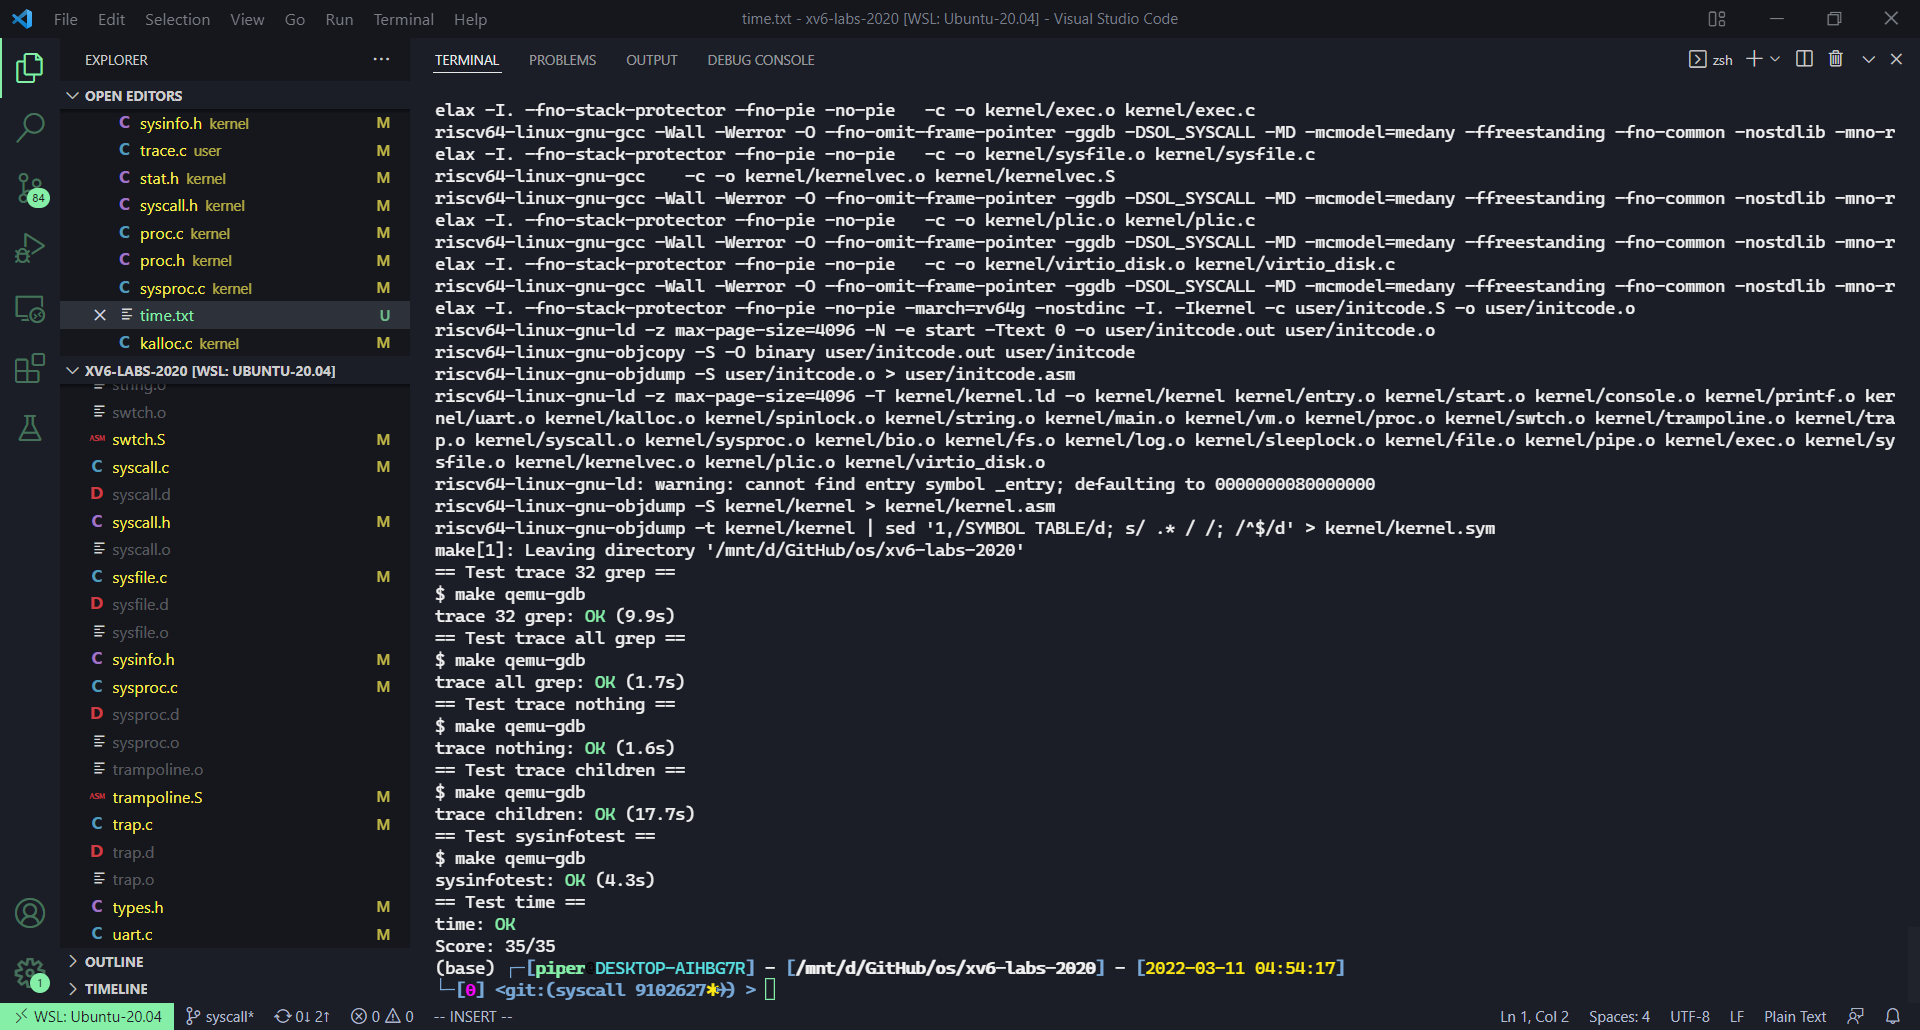 File Edit Selection View Go Run Terminal Help
time.txt - xv6-labs-2020 [WSL: Ubuntu-20.04] - Visual Studio Code
EXPLORER
OPEN EDITORS
C sysinfo.h kernel M
C trace.c user M
C stat.h kernel M
C syscall.h kernel M
C proc.c kernel M
C proc.h kernel M
C sysproc.c kernel M
time.txt U
C kalloc.c kernel M
XV6-LABS-2020 [WSL: UBUNTU-20.04]
string.o
swtch.o
ASM swtch.S M
C syscall.c M
D syscall.d
C syscall.h M
syscall.o
C sysfile.c M
D sysfile.d
sysfile.o
C sysinfo.h M
C sysproc.c M
D sysproc.d
sysproc.o
trampoline.o
ASM trampoline.S M
C trap.c M
D trap.d
trap.o
C types.h M
C uart.c M
OUTLINE
TIMELINE
84
1
TERMINAL PROBLEMS OUTPUT DEBUG CONSOLE
zsh
elax -I. -fno-stack-protector -fno-pie -no-pie   -c -o kernel/exec.o kernel/exec.c
riscv64-linux-gnu-gcc -Wall -Werror -O -fno-omit-frame-pointer -ggdb -DSOL_SYSCALL -MD -mcmodel=medany -ffreestanding -fno-common -nostdlib -mno-r
elax -I. -fno-stack-protector -fno-pie -no-pie   -c -o kernel/sysfile.o kernel/sysfile.c
riscv64-linux-gnu-gcc    -c -o kernel/kernelvec.o kernel/kernelvec.S
riscv64-linux-gnu-gcc -Wall -Werror -O -fno-omit-frame-pointer -ggdb -DSOL_SYSCALL -MD -mcmodel=medany -ffreestanding -fno-common -nostdlib -mno-r
elax -I. -fno-stack-protector -fno-pie -no-pie   -c -o kernel/plic.o kernel/plic.c
riscv64-linux-gnu-gcc -Wall -Werror -O -fno-omit-frame-pointer -ggdb -DSOL_SYSCALL -MD -mcmodel=medany -ffreestanding -fno-common -nostdlib -mno-r
elax -I. -fno-stack-protector -fno-pie -no-pie   -c -o kernel/virtio_disk.o kernel/virtio_disk.c
riscv64-linux-gnu-gcc -Wall -Werror -O -fno-omit-frame-pointer -ggdb -DSOL_SYSCALL -MD -mcmodel=medany -ffreestanding -fno-common -nostdlib -mno-r
elax -I. -fno-stack-protector -fno-pie -no-pie -march=rv64g -nostdinc -I. -Ikernel -c user/initcode.S -o user/initcode.o
riscv64-linux-gnu-ld -z max-page-size=4096 -N -e start -Ttext 0 -o user/initcode.out user/initcode.o
riscv64-linux-gnu-objcopy -S -O binary user/initcode.out user/initcode
riscv64-linux-gnu-objdump -S user/initcode.o > user/initcode.asm
riscv64-linux-gnu-ld -z max-page-size=4096 -T kernel/kernel.ld -o kernel/kernel kernel/entry.o kernel/start.o kernel/console.o kernel/printf.o ker
nel/uart.o kernel/kalloc.o kernel/spinlock.o kernel/string.o kernel/main.o kernel/vm.o kernel/proc.o kernel/swtch.o kernel/trampoline.o kernel/tra
p.o kernel/syscall.o kernel/sysproc.o kernel/bio.o kernel/fs.o kernel/log.o kernel/sleeplock.o kernel/file.o kernel/pipe.o kernel/exec.o kernel/sy
sfile.o kernel/kernelvec.o kernel/plic.o kernel/virtio_disk.o
riscv64-linux-gnu-ld: warning: cannot find entry symbol _entry; defaulting to 0000000080000000
riscv64-linux-gnu-objdump -S kernel/kernel > kernel/kernel.asm
riscv64-linux-gnu-objdump -t kernel/kernel | sed '1,/SYMBOL TABLE/d; s/ .* / /; /^$/d' > kernel/kernel.sym
make[1]: Leaving directory '/mnt/d/GitHub/os/xv6-labs-2020'
== Test trace 32 grep ==
$ make qemu-gdb
trace 32 grep: OK (9.9s)
== Test trace all grep ==
$ make qemu-gdb
trace all grep: OK (1.7s)
== Test trace nothing ==
$ make qemu-gdb
trace nothing: OK (1.6s)
== Test trace children ==
$ make qemu-gdb
trace children: OK (17.7s)
== Test sysinfotest ==
$ make qemu-gdb
sysinfotest: OK (4.3s)
== Test time ==
time: OK
Score: 35/35
(base) ┌─[piper@DESKTOP-AIHBG7R] - [/mnt/d/GitHub/os/xv6-labs-2020] - [2022-03-11 04:54:17]
└─[0] <git:(syscall 9102627✱✈) >
WSL: Ubuntu-20.04 syscall* 0↓ 2↑ 0 0 -- INSERT -- Ln 1, Col 2 Spaces: 4 UTF-8 LF Plain Text